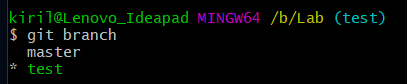 kiril@Lenovo_Ideapad MINGW64 /b/Lab (test)
$ git branch
  master
* test